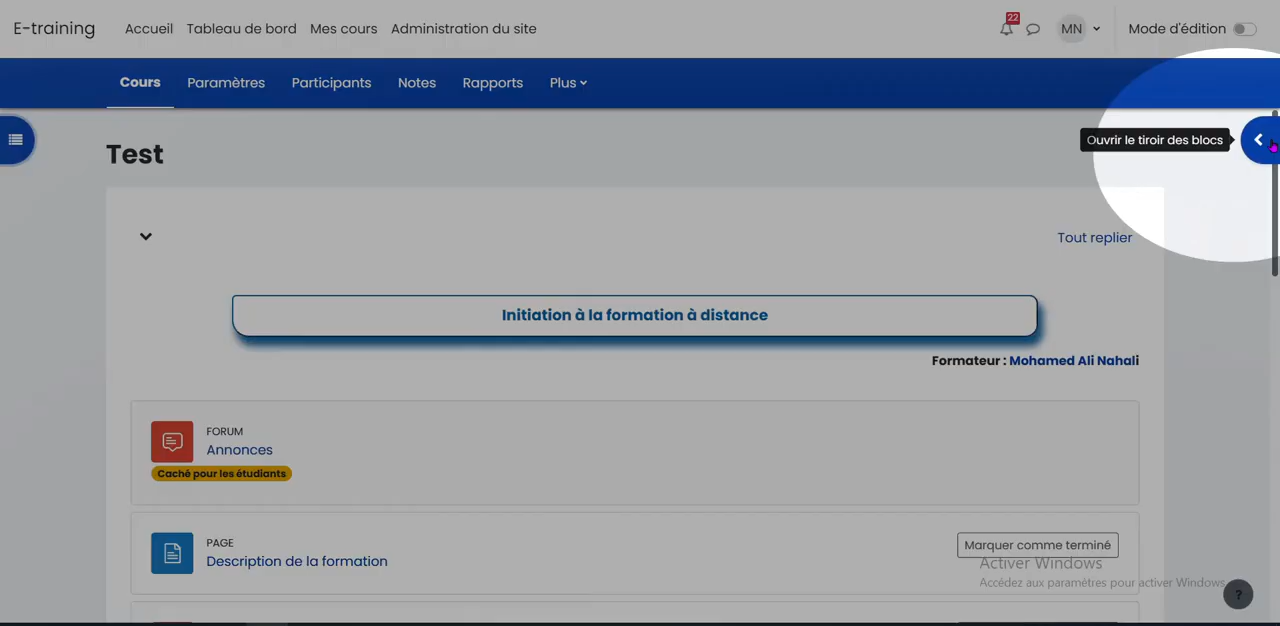 E-training Accueil Tableau de bord Mes cours Administration du site 22 MN Mode d'édition
Cours Paramètres Participants Notes Rapports Plus
Ouvrir le tiroir des blocs
Test
Tout replier
Initiation à la formation à distance
Formateur : Mohamed Ali Nahali
FORUM
Annonces
Caché pour les étudiants
PAGE
Description de la formation
Marquer comme terminé
Activer Windows
Accédez aux paramètres pour activer Windows.
?